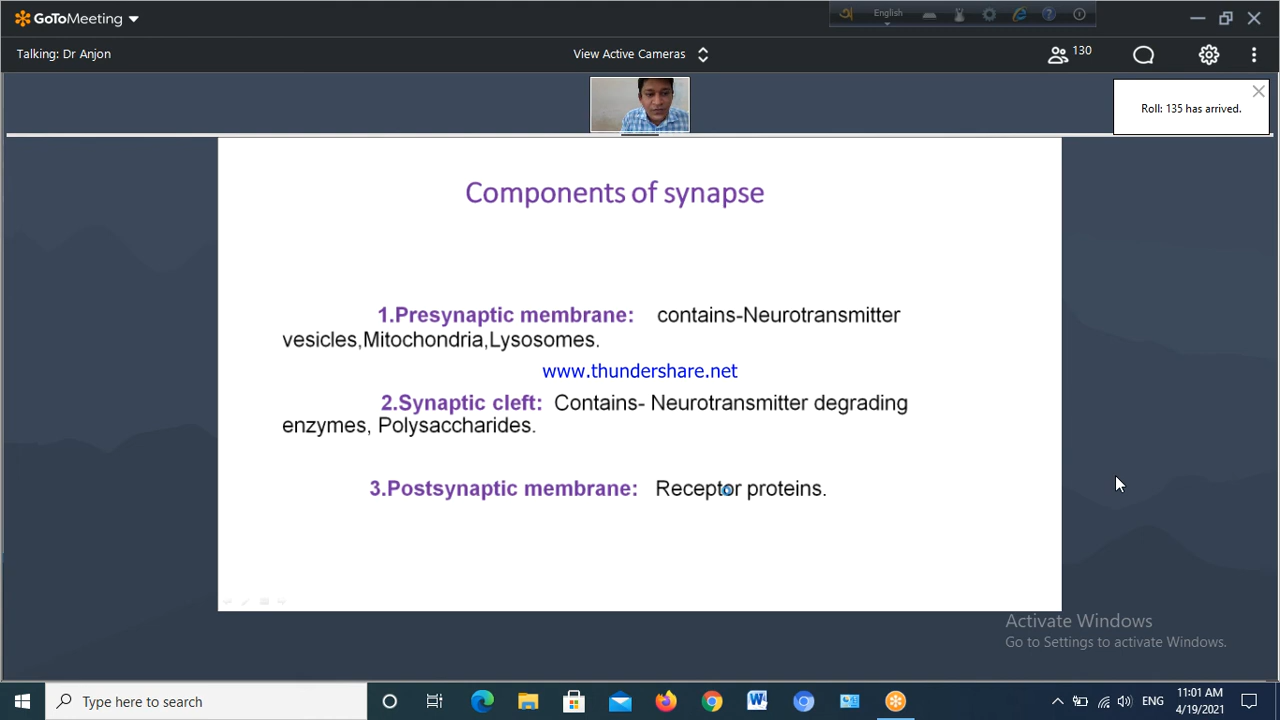 GoToMeeting
English
Talking: Dr Anjon
View Active Cameras
130
Roll: 135 has arrived.
Components of synapse
1.Presynaptic membrane: contains-Neurotransmitter
vesicles,Mitochondria,Lysosomes.
www.thundershare.net
2.Synaptic cleft: Contains- Neurotransmitter degrading
enzymes, Polysaccharides.
3.Postsynaptic membrane: Receptor proteins.
Activate Windows
Go to Settings to activate Windows.
Type here to search
ENG
11:01 AM
4/19/2021